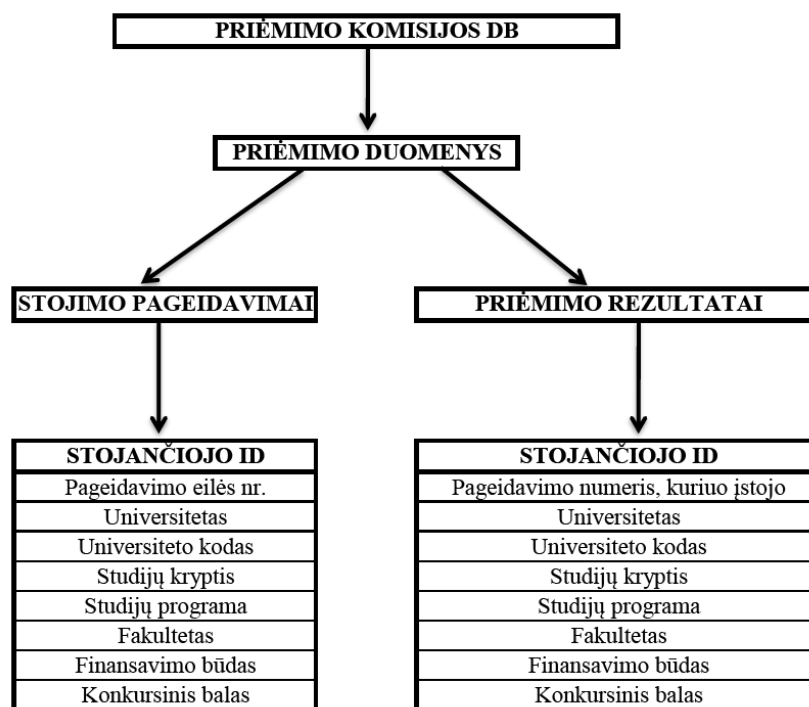 PRIĖMIMO KOMISIJOS DB
PRIĖMIMO DUOMENYS
STOJIMO PAGEIDAVIMAI
PRIĖMIMO REZULTATAI
STOJANČIOJO ID
Pageidavimo eilės nr.
Universitetas
Universiteto kodas
Studijų kryptis
Studijų programa
Fakultetas
Finansavimo būdas
Konkursinis balas
STOJANČIOJO ID
Pageidavimo numeris, kuriuo įstojo
Universitetas
Universiteto kodas
Studijų kryptis
Studijų programa
Fakultetas
Finansavimo būdas
Konkursinis balas